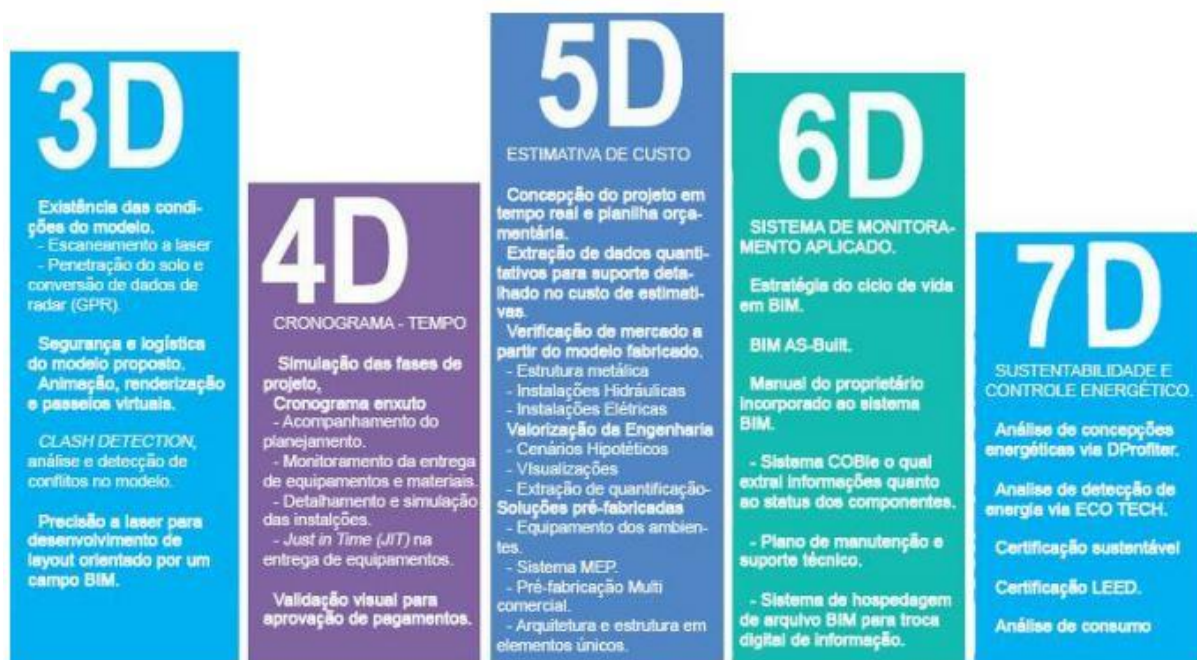 3D
Existência das condi-
ções do modelo.
- Escaneamento a laser
- Penetração do solo e
conversão de dados de
radar (GPR).
Segurança e logística
do modelo proposto.
Animação, renderização
e passeios virtuais.
CLASH DETECTION,
análise e detecção de
conflitos no modelo.
Precisão a laser para
desenvolvimento de
layout orientado por um
campo BIM.
4D
CRONOGRAMA - TEMPO
Simulação das fases de
projeto,
Cronograma enxuto
- Acompanhamento do
planejamento.
- Monitoramento da entrega
de equipamentos e materiais.
- Detalhamento e simulação
das instalções.
- Just in Time (JIT) na
entrega de equipamentos.
Validação visual para
aprovação de pagamentos.
5D
ESTIMATIVA DE CUSTO
Concepção do projeto em
tempo real e planilha orça-
mentária.
Extração de dados quanti-
tativos para suporte deta-
lhado no custo de estimati-
vas.
Verificação de mercado a
partir do modelo fabricado.
- Estrutura metálica
- Instalações Hidráulicas
- Instalações Elétricas
Valorização da Engenharia
- Cenários Hipotéticos
- VIsualizações
- Extração de quantificação-
Soluções pré-fabricadas
- Equipamento dos ambien-
tes.
- Sistema MEP.
- Pré-fabricação Multi
comercial.
- Arquitetura e estrutura em
elementos únicos.
6D
SISTEMA DE MONITORA-
MENTO APLICADO.
Estratégia do ciclo de vida
em BIM.
BIM AS-Built.
Manual do proprietário
incorporado ao sistema
BIM.
- Sistema COBie o qual
extrai informações quanto
ao status dos componentes.
- Plano de manutenção e
suporte técnico.
- Sistema de hospedagem
de arquivo BIM para troca
digital de informação.
7D
SUSTENTABILIDADE E
CONTROLE ENERGÉTICO.
Análise de concepções
energéticas via DProfiter.
Analise de detecção de
energia via ECO TECH.
Certificação sustentável
Certificação LEED.
Análise de consumo